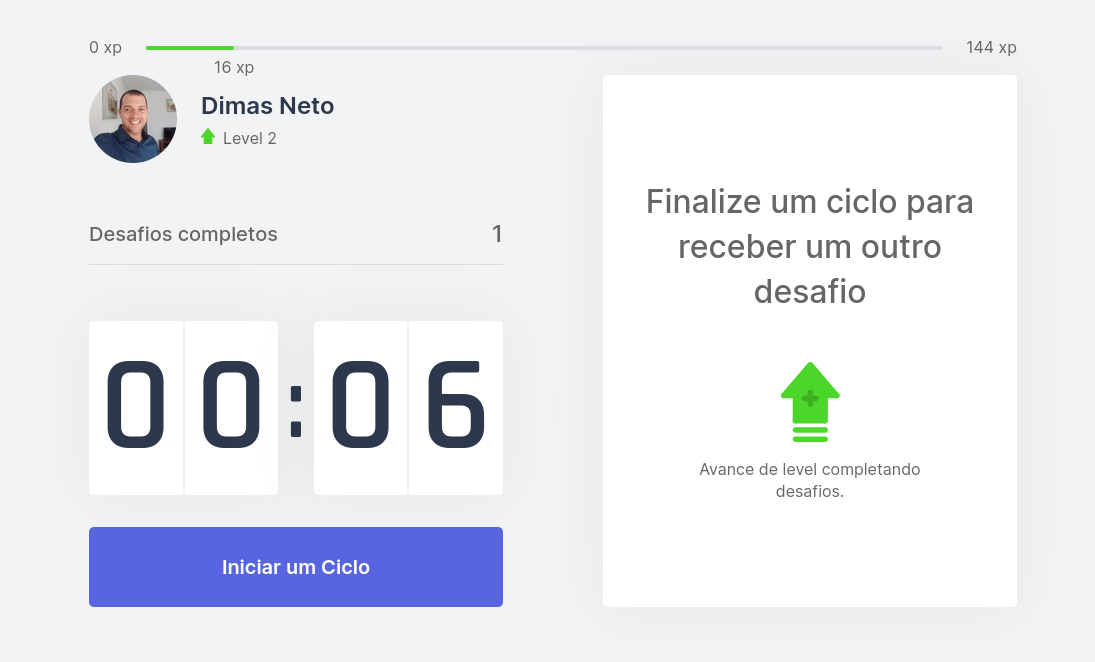 0 xp
144 xp
16 xp
Dimas Neto
Level 2
Desafios completos 1
00:06
Iniciar um Ciclo
Finalize um ciclo para
receber um outro
desafio
Avance de level completando
desafios.